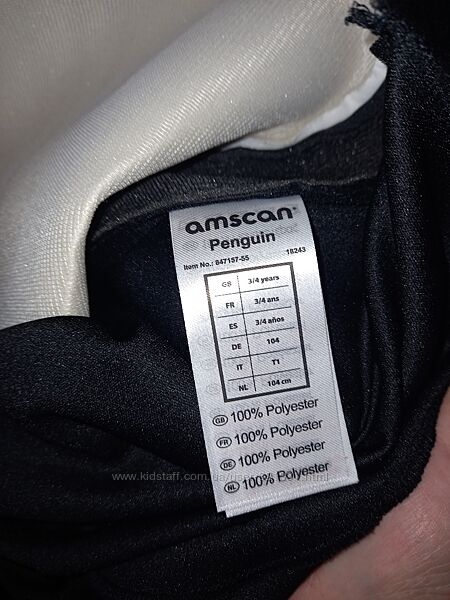 amscan®
Penguin
Item No.: 847157-55 18243
GB 3/4 years
FR 3/4 ans
ES 3/4 años
DE 104
IT T1
NL 104 cm
GB 100% Polyester
FR 100% Polyester
DE 100% Polyester
NL 100% Polyester